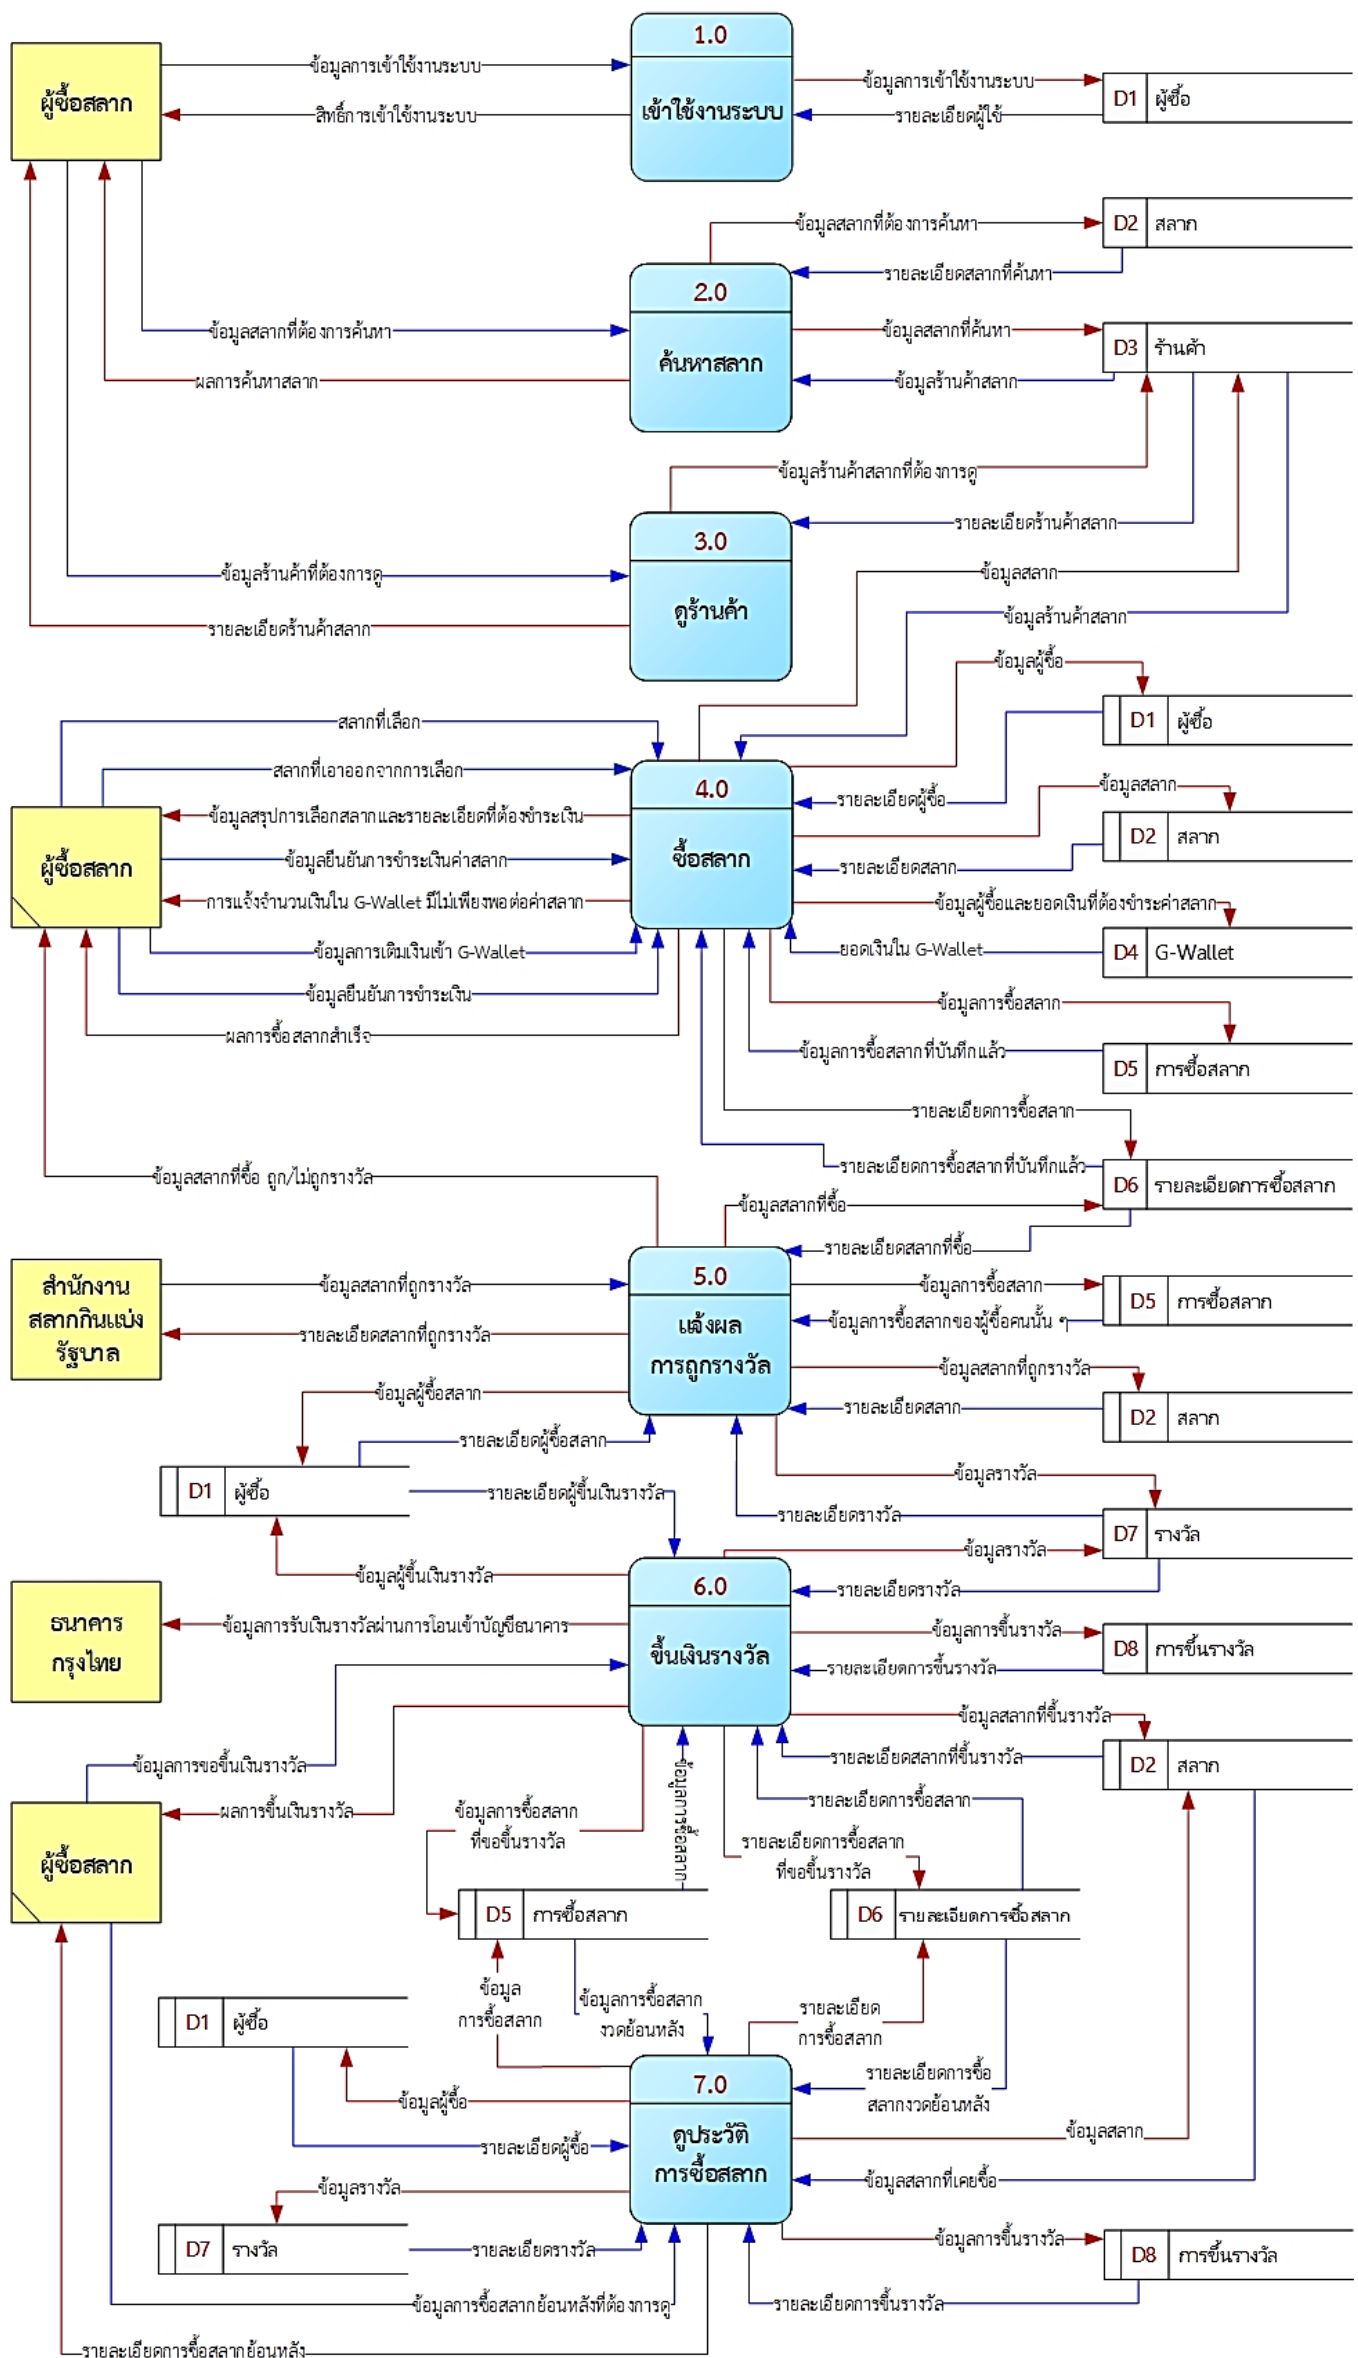 1.0
ผู้ซื้อสลาก
ข้อมูลการเข้าใช้งานระบบ
สิทธิ์การเข้าใช้งานระบบ
เข้าใช้งานระบบ
ข้อมูลการเข้าใช้งานระบบ
รายละเอียดผู้ใช้
D1 ผู้ซื้อ
ข้อมูลสลากที่ต้องการค้นหา
D2 สลาก
รายละเอียดสลากที่ค้นหา
2.0
ค้นหาสลาก
ข้อมูลสลากที่ต้องการค้นหา
ผลการค้นหาสลาก
ข้อมูลสลากที่ค้นหา
D3 ร้านค้า
ข้อมูลร้านค้าสลาก
ข้อมูลร้านค้าสลากที่ต้องการดู
รายละเอียดร้านค้าสลาก
3.0
ดูร้านค้า
ข้อมูลร้านค้าที่ต้องการดู
รายละเอียดร้านค้าสลาก
ข้อมูลสลาก
ข้อมูลร้านค้าสลาก
ข้อมูลผู้ซื้อ
D1 ผู้ซื้อ
สลากที่เลือก
สลากที่เอาออกจากการเลือก
4.0
ซื้อสลาก
รายละเอียดผู้ซื้อ
ข้อมูลสลาก
D2 สลาก
รายละเอียดสลาก
ผู้ซื้อสลาก
ข้อมูลสรุปการเลือกสลากและรายละเอียดที่ต้องชำระเงิน
ข้อมูลยืนยันการชำระเงินค่าสลาก
การแจ้งจำนวนเงินใน G-Wallet มีไม่เพียงพอต่อค่าสลาก
ข้อมูลการเติมเงินเข้า G-Wallet
ข้อมูลยืนยันการชำระเงิน
ผลการซื้อสลากสำเร็จ
ข้อมูลผู้ซื้อและยอดเงินที่ต้องชำระค่าสลาก
ยอดเงินใน G-Wallet
D4 G-Wallet
ข้อมูลการซื้อสลาก
ข้อมูลการซื้อสลากที่บันทึกแล้ว
D5 การซื้อสลาก
รายละเอียดการซื้อสลาก
รายละเอียดการซื้อสลากที่บันทึกแล้ว
D6 รายละเอียดการซื้อสลาก
ข้อมูลสลากที่ซื้อ ถูก/ไม่ถูกรางวัล
ข้อมูลสลากที่ซื้อ
รายละเอียดสลากที่ซื้อ
สำนักงาน
สลากกินแบ่ง
รัฐบาล
ข้อมูลสลากที่ถูกรางวัล
รายละเอียดสลากที่ถูกรางวัล
5.0
แจ้งผล
การถูกรางวัล
ข้อมูลการซื้อสลาก
D5 การซื้อสลาก
ข้อมูลการซื้อสลากของผู้ซื้อคนนั้น ๆ
ข้อมูลสลากที่ถูกรางวัล
D2 สลาก
รายละเอียดสลาก
ข้อมูลผู้ซื้อสลาก
รายละเอียดผู้ซื้อสลาก
D1 ผู้ซื้อ
รายละเอียดผู้ขึ้นเงินรางวัล
ข้อมูลผู้ขึ้นเงินรางวัล
ข้อมูลรางวัล
รายละเอียดรางวัล
D7 รางวัล
ข้อมูลรางวัล
รายละเอียดรางวัล
6.0
ขึ้นเงินรางวัล
ธนาคาร
กรุงไทย
ข้อมูลการรับเงินรางวัลผ่านการโอนเข้าบัญชีธนาคาร
ข้อมูลการขึ้นรางวัล
รายละเอียดการขึ้นรางวัล
D8 การขึ้นรางวัล
ข้อมูลสลากที่ขึ้นรางวัล
รายละเอียดสลากที่ขึ้นรางวัล
D2 สลาก
ข้อมูลการขอขึ้นเงินรางวัล
ผลการขึ้นเงินรางวัล
ผู้ซื้อสลาก
ข้อมูลการซื้อสลาก
ที่ขอขึ้นรางวัล
ข้อมูลการซื้อสลาก
รายละเอียดการซื้อสลาก
รายละเอียดการซื้อสลาก
ที่ขอขึ้นรางวัล
D5 การซื้อสลาก
D6 รายละเอียดการซื้อสลาก
ข้อมูล
การซื้อสลาก
ข้อมูลการซื้อสลาก
งวดย้อนหลัง
รายละเอียด
การซื้อสลาก
รายละเอียดการซื้อ
สลากงวดย้อนหลัง
D1 ผู้ซื้อ
ข้อมูลผู้ซื้อ
รายละเอียดผู้ซื้อ
7.0
ดูประวัติ
การซื้อสลาก
ข้อมูลสลาก
ข้อมูลสลากที่เคยซื้อ
ข้อมูลรางวัล
D7 รางวัล
รายละเอียดรางวัล
ข้อมูลการขึ้นรางวัล
D8 การขึ้นรางวัล
รายละเอียดการขึ้นรางวัล
ข้อมูลการซื้อสลากย้อนหลังที่ต้องการดู
รายละเอียดการซื้อสลากย้อนหลัง